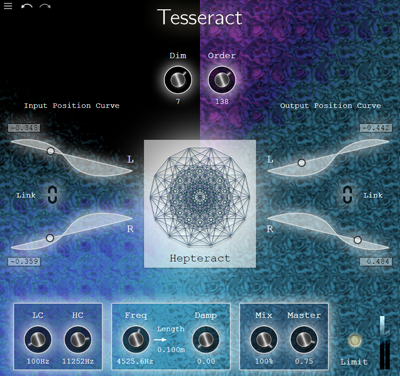 Tesseract
Dim Order
7 138
Input Position Curve Output Position Curve
-0.348 -0.442
L L
Link Link
R R
-0.359 0.484
Hepteract
LC HC Freq Length Damp Mix Master
100Hz 11252Hz 4525.6Hz 0.100m 0.00 100% 0.75 Limit